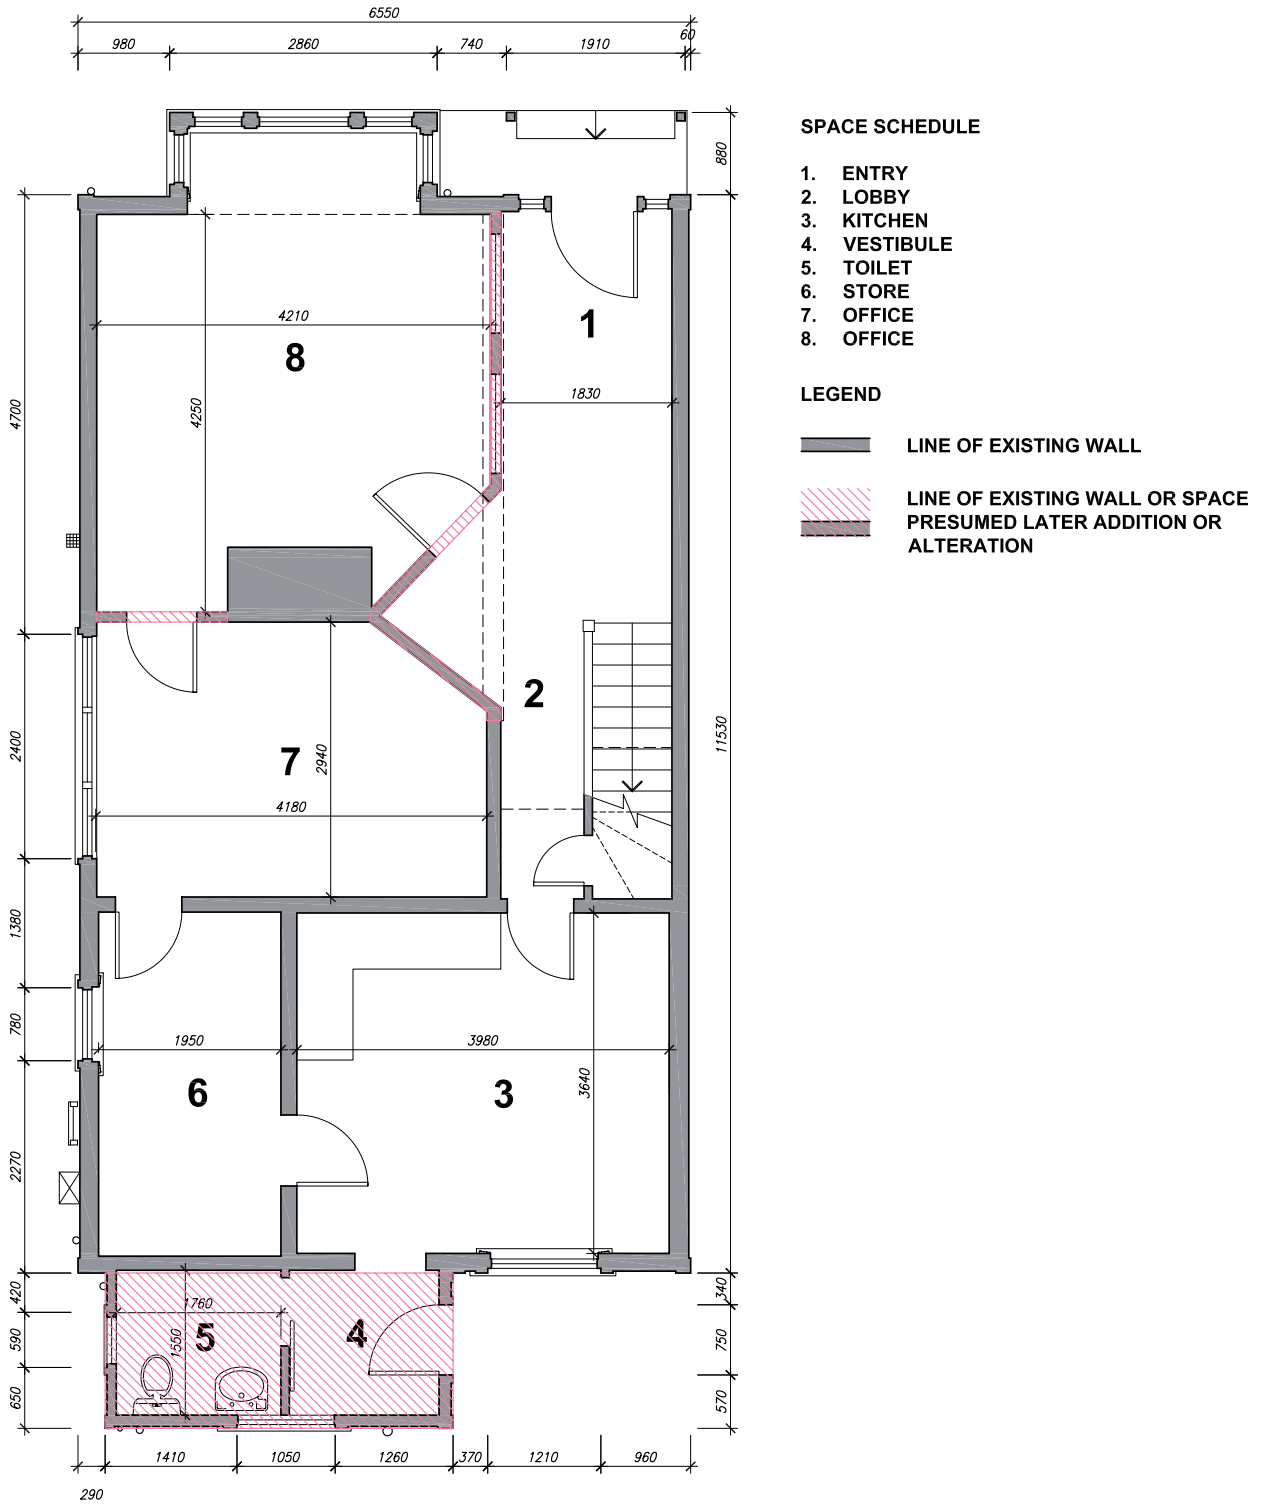 6550
980 2860 740 1910 60
880
SPACE SCHEDULE
1. ENTRY
2. LOBBY
3. KITCHEN
4. VESTIBULE
5. TOILET
6. STORE
7. OFFICE
8. OFFICE
LEGEND
LINE OF EXISTING WALL
LINE OF EXISTING WALL OR SPACE
PRESUMED LATER ADDITION OR
ALTERATION
4210
1
8
1830
4700
4250
2
11530
2400
7
2940
4180
1380
780
1950
3980
6
3
3640
2270
420
340
1760
5
4
1550
590
750
650
570
1410 1050 1260 370 1210 960
290